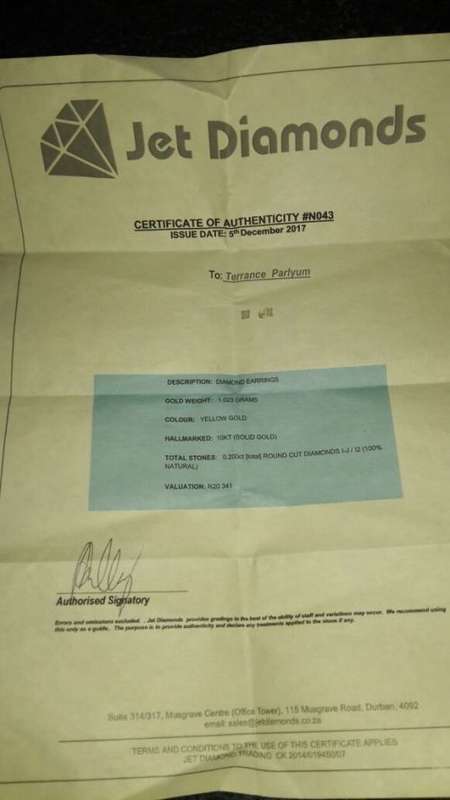 Jet Diamonds
CERTIFICATE OF AUTHENTICITY #N043
ISSUE DATE: 5th December 2017
To: Terrance Parlyum
DESCRIPTION: DIAMOND EARRINGS
GOLD WEIGHT: 1.023 GRAMS
COLOUR: YELLOW GOLD
HALLMARKED: 10KT (SOLID GOLD)
TOTAL STONES: 0.200ct [total] ROUND CUT DIAMONDS I-J / I2 (100%
NATURAL)
VALUATION: R20 341
Authorised Signatory
Errors and omissions excluded. Jet Diamonds provides gradings to the best of the ability of staff and variations may occur. We recommend using
this only as a guide. The purpose is to provide authenticity and declare any treatments applied to the stone if any.
Suite 314/317, Musgrave Centre (Office Tower), 115 Musgrave Road, Durban, 4092
email: sales@jetdiamonds.co.za
TERMS AND CONDITIONS TO THE USE OF THIS CERTIFICATE APPLIES
JET DIAMOND TRADING CK 2014/019450/07